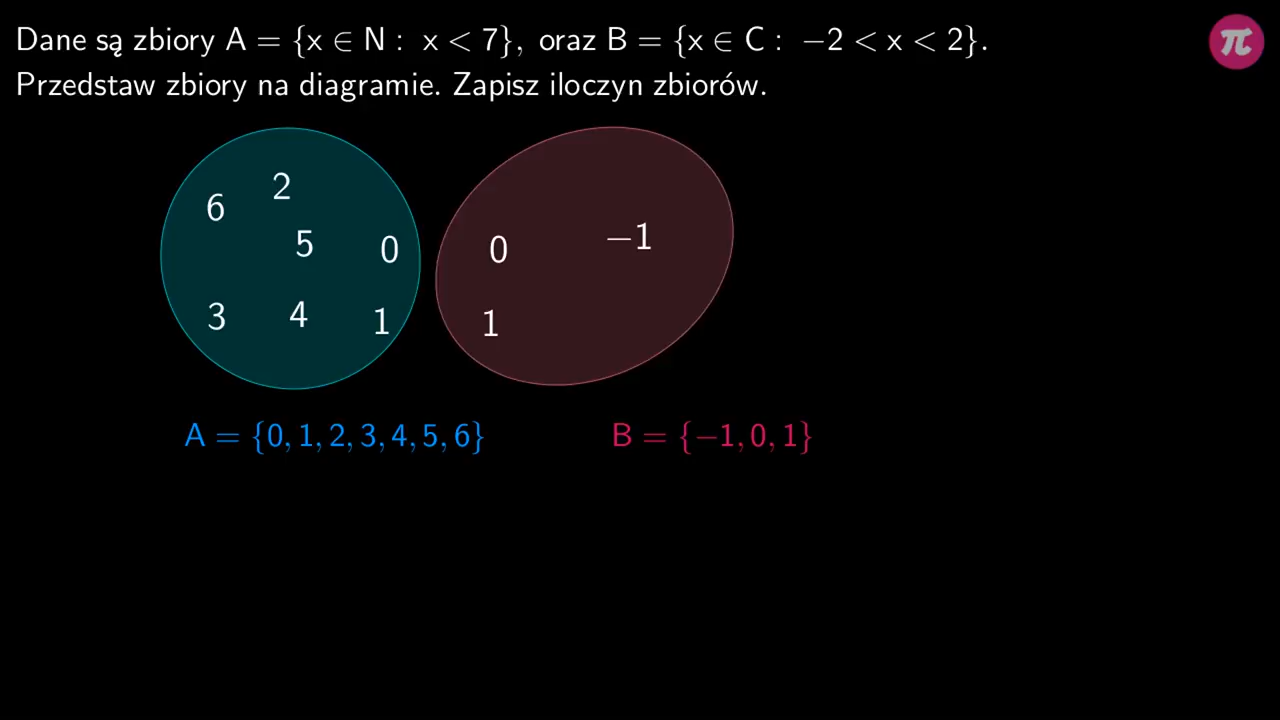 Dane są zbiory A = {x ∈ N : x < 7}, oraz B = {x ∈ C : −2 < x < 2}.
Przedstaw zbiory na diagramie. Zapisz iloczyn zbiorów.
π
6 2
5 0 0 −1
3 4 1 1
A = {0, 1, 2, 3, 4, 5, 6} B = {−1, 0, 1}